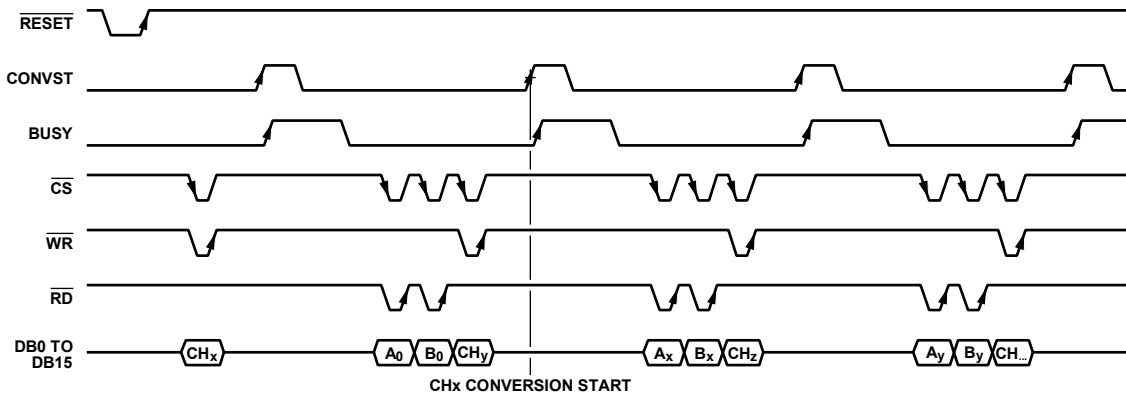 RESET
CONVST
BUSY
CS
WR
RD
DB0 TO
DB15
CHx A0 B0 CHy Ax Bx CHz Ay By CH...
CHx CONVERSION START